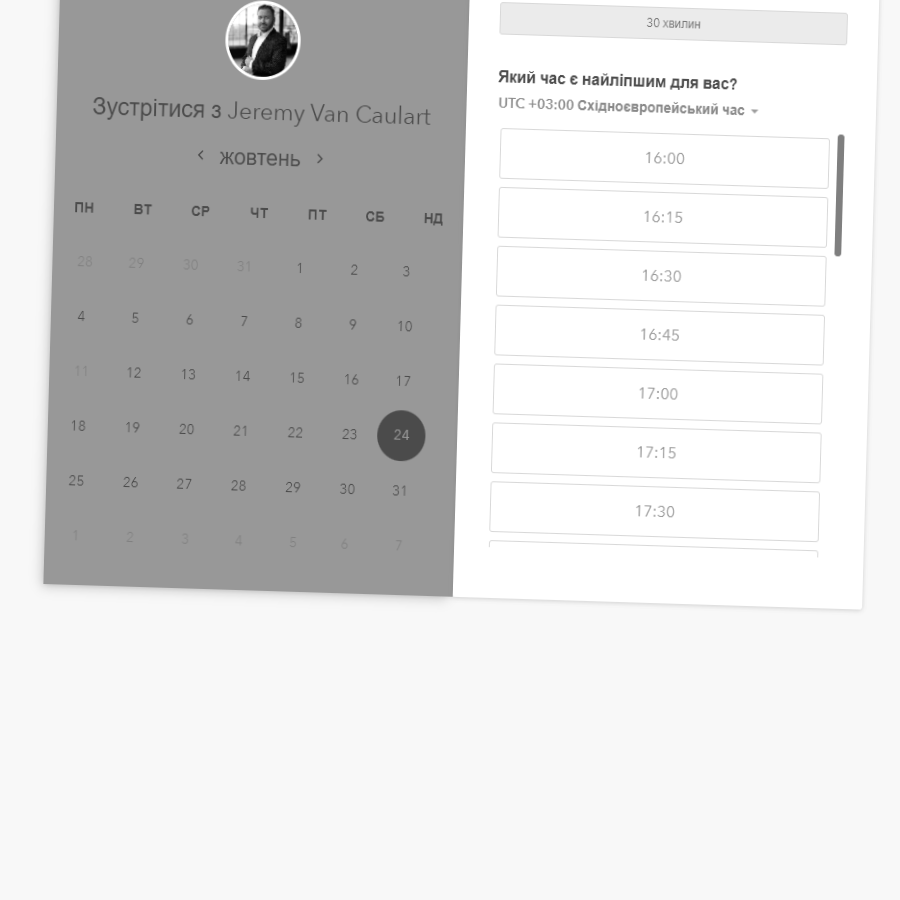 Зустрітися з Jeremy Van Caulart
жовтень
ПН ВТ СР ЧТ ПТ СБ НД
28 29 30 31 1 2 3
4 5 6 7 8 9 10
11 12 13 14 15 16 17
18 19 20 21 22 23 24
25 26 27 28 29 30 31
1 2 3 4 5 6 7
30 хвилин
Який час є найліпшим для вас?
UTC +03:00 Східноєвропейський час
16:00
16:15
16:30
16:45
17:00
17:15
17:30